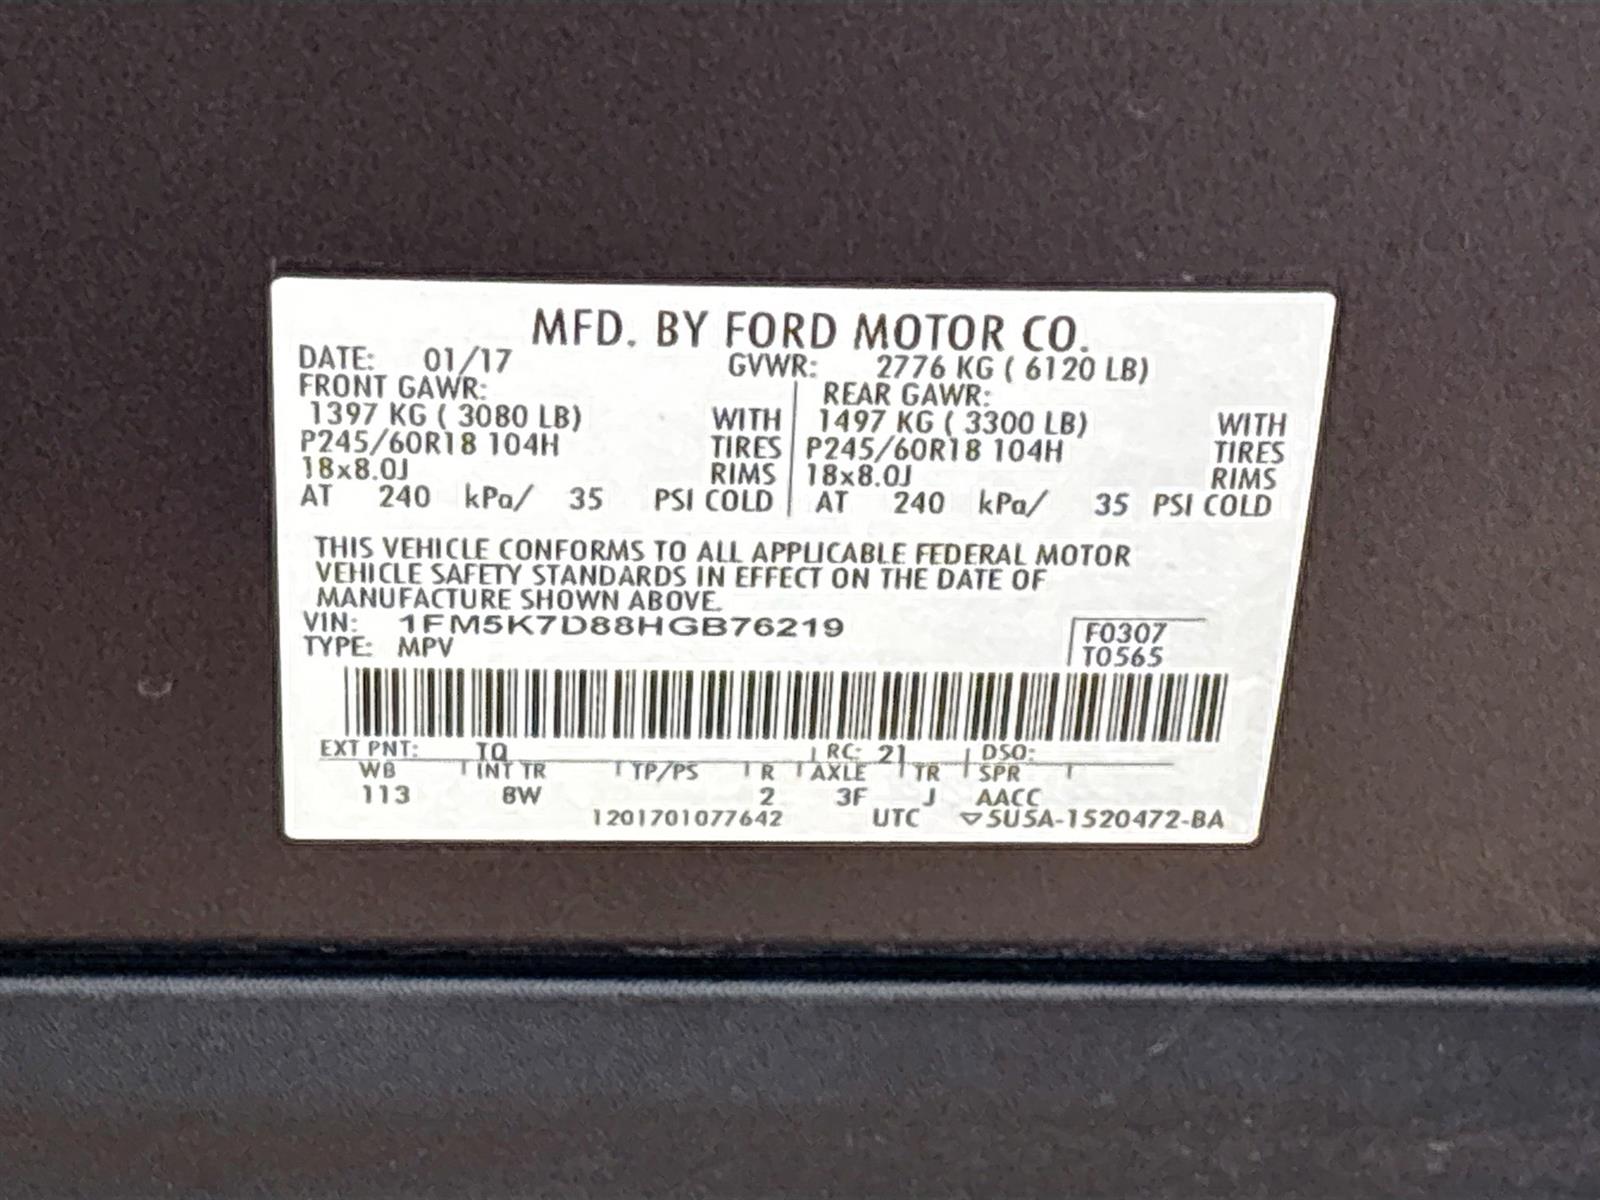 MFD. BY FORD MOTOR CO.
DATE: 01/17 GVWR: 2776 KG ( 6120 LB)
FRONT GAWR: REAR GAWR:
1397 KG ( 3080 LB) WITH 1497 KG ( 3300 LB) WITH
P245/60R18 104H TIRES P245/60R18 104H TIRES
18x8.0J RIMS 18x8.0J RIMS
AT 240 kPa/ 35 PSI COLD AT 240 kPa/ 35 PSI COLD
THIS VEHICLE CONFORMS TO ALL APPLICABLE FEDERAL MOTOR
VEHICLE SAFETY STANDARDS IN EFFECT ON THE DATE OF
MANUFACTURE SHOWN ABOVE.
VIN: 1FM5K7D88HGB76219 F0307
TYPE: MPV T0565
EXT PNT: TQ RC: 21 DSO:
WB INT TR TP/PS R AXLE TR SPR
113 8W 2 3F J AACC
1201701077642 UTC ▽5U5A-1520472-BA